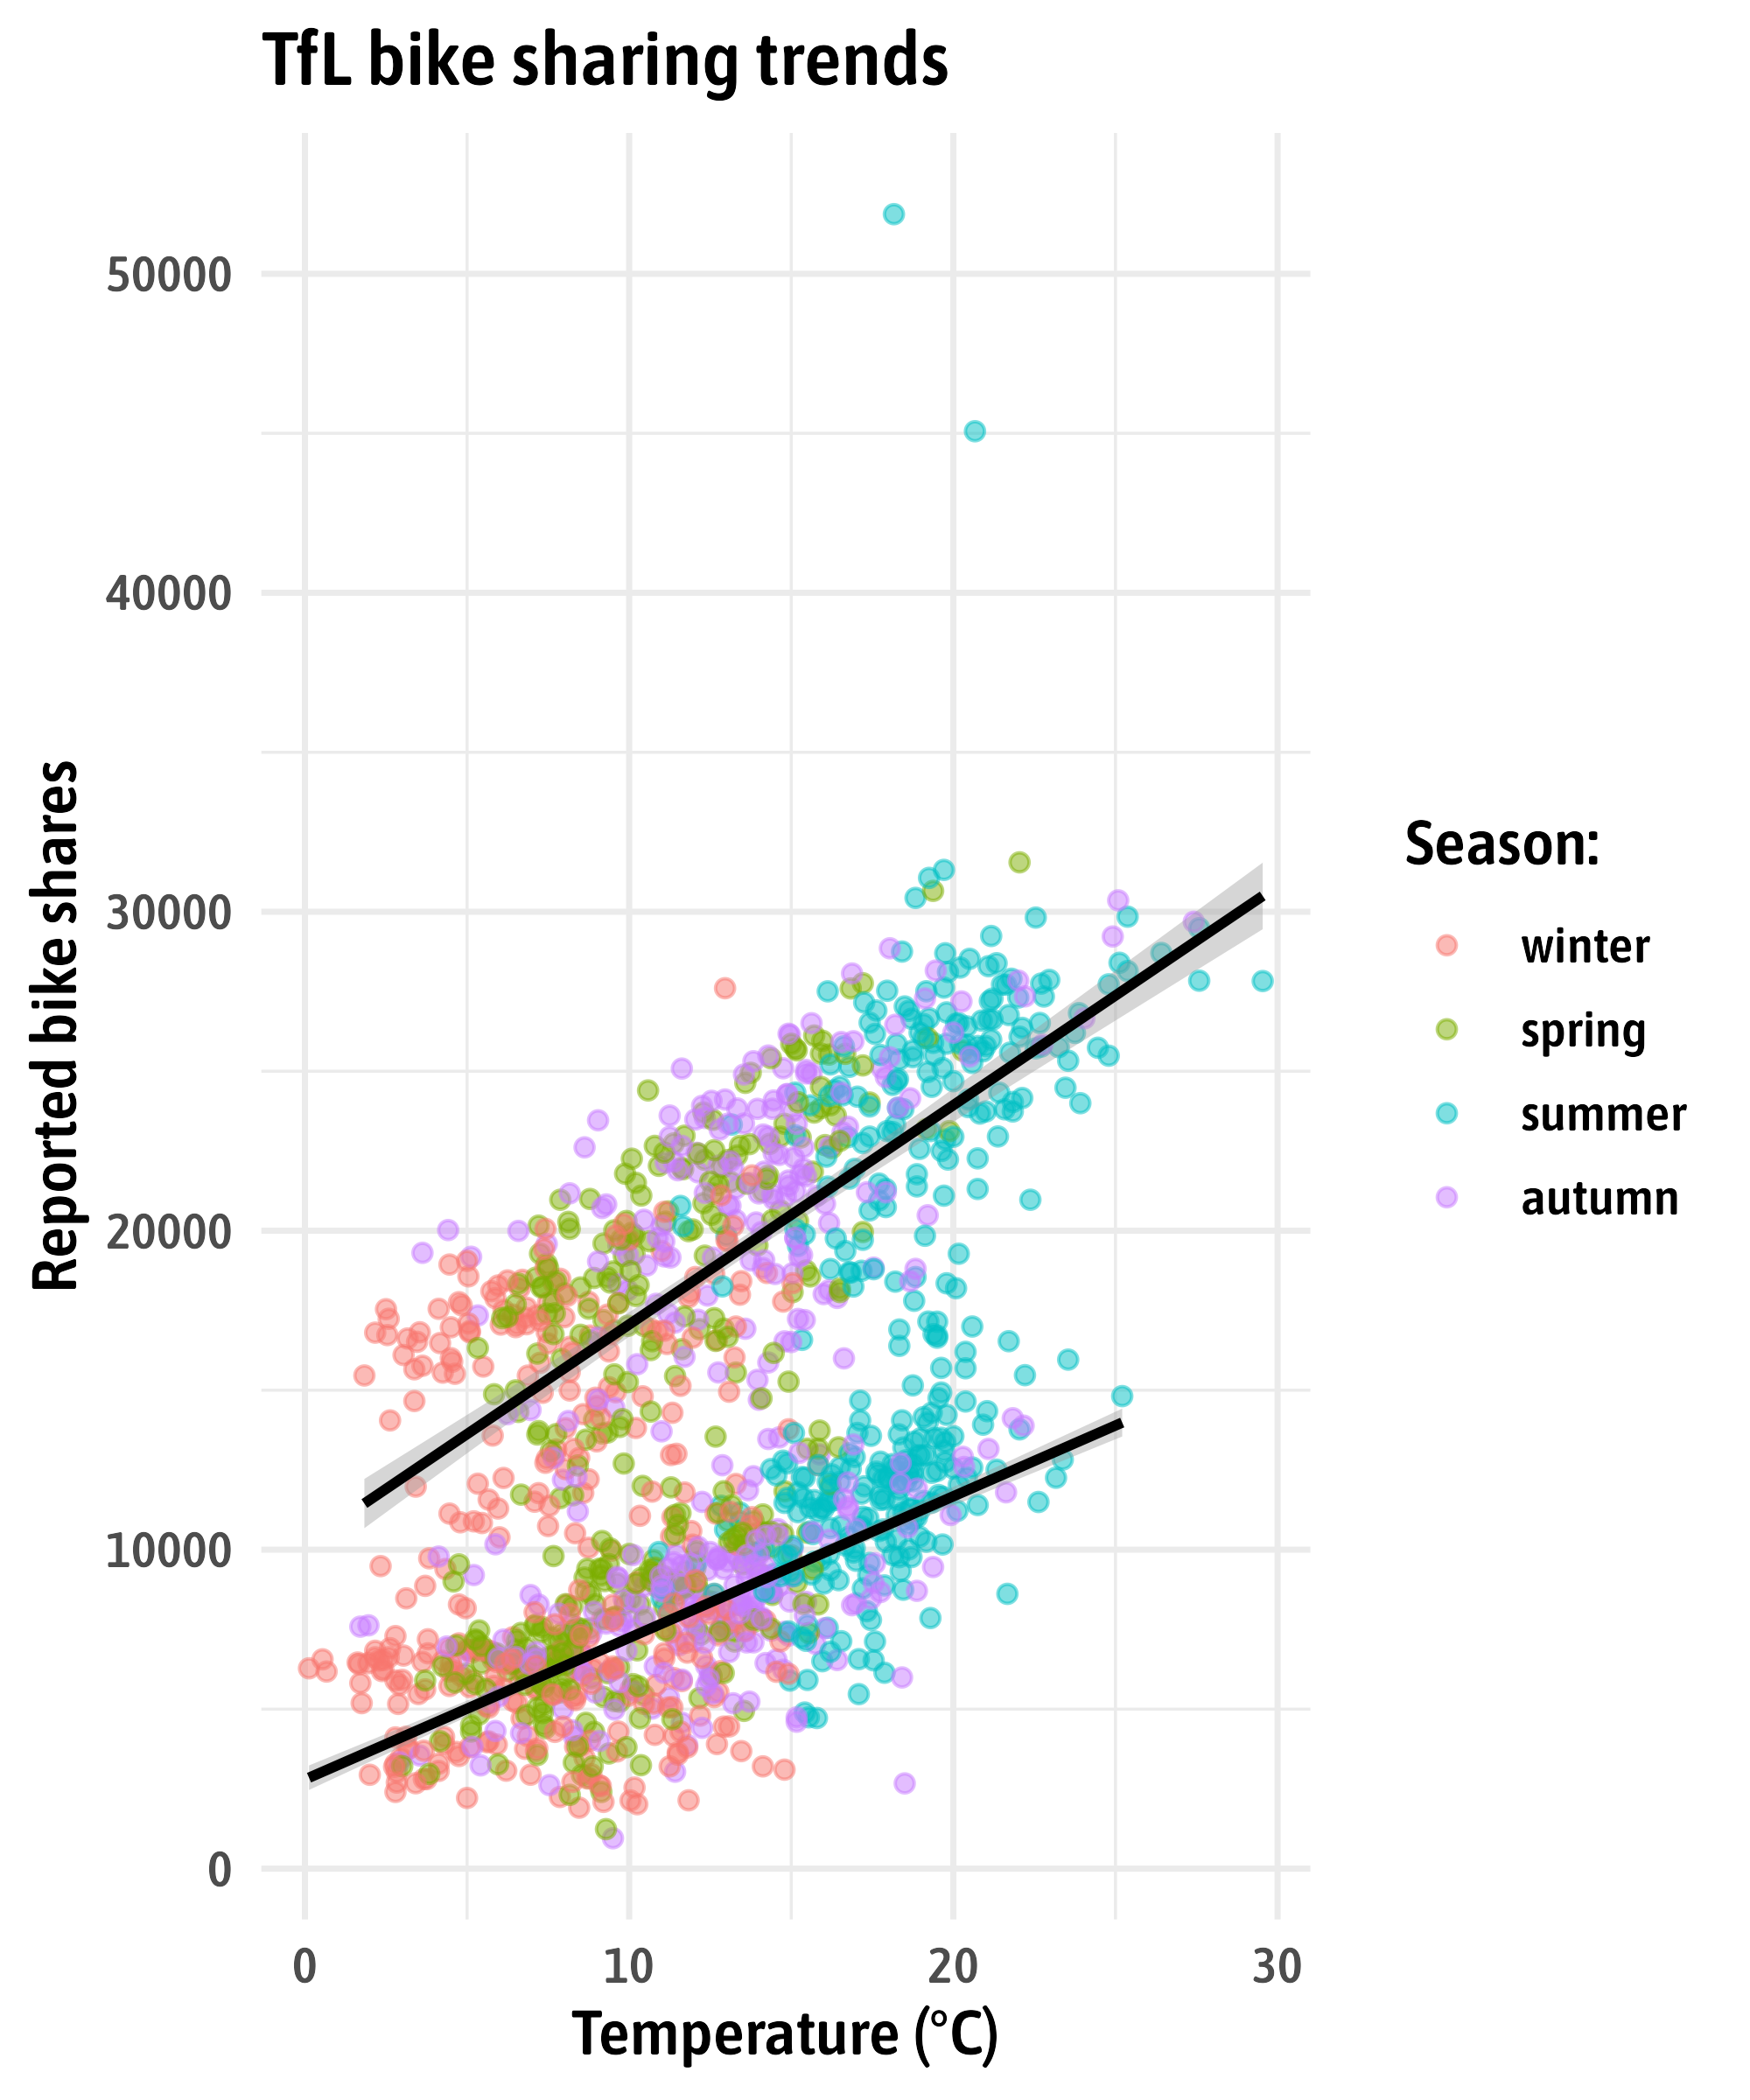 TfL bike sharing trends
50000
40000
30000
20000
10000
0
Reported bike shares
0 10 20 30
Temperature (°C)
Season:
winter
spring
summer
autumn